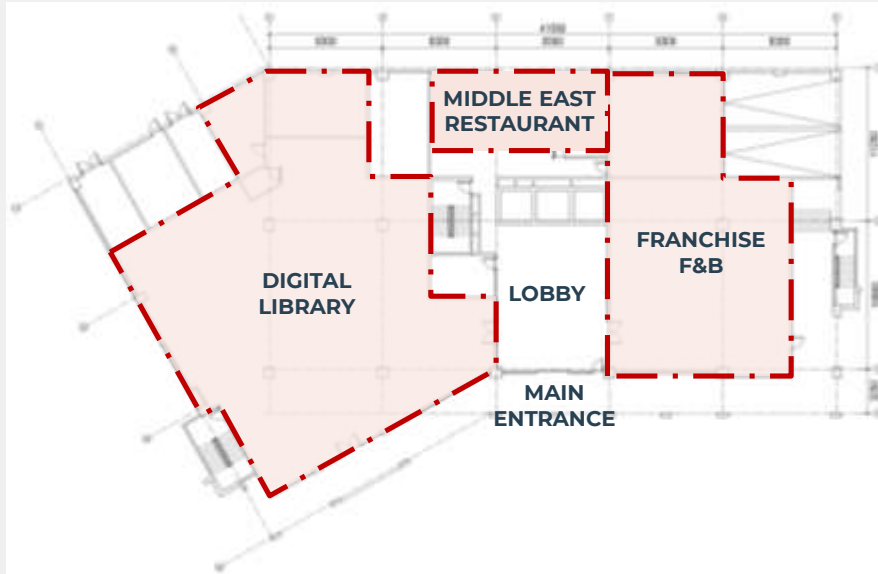 MIDDLE EAST
RESTAURANT
FRANCHISE
F&B
DIGITAL
LIBRARY
LOBBY
MAIN
ENTRANCE